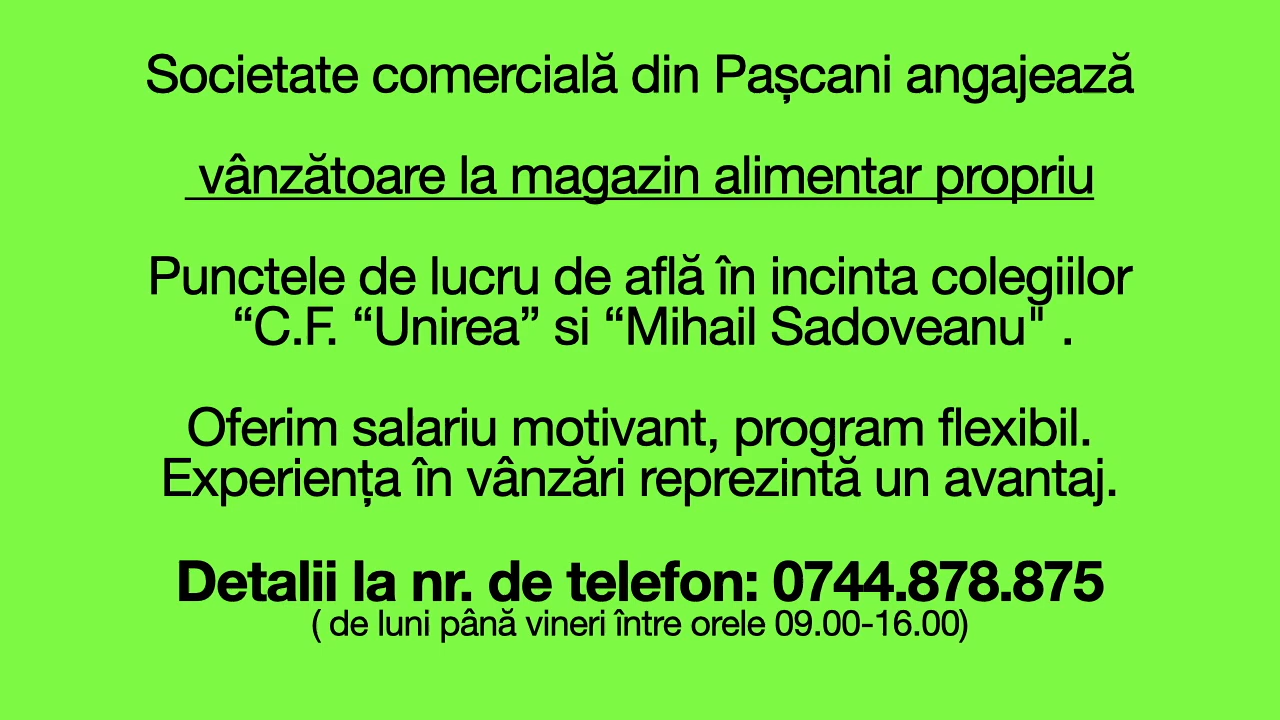 Societate comercială din Pașcani angajează
vânzătoare la magazin alimentar propriu
Punctele de lucru de află în incinta colegiilor
“C.F. “Unirea” si “Mihail Sadoveanu" .
Oferim salariu motivant, program flexibil.
Experiența în vânzări reprezintă un avantaj.
Detalii la nr. de telefon: 0744.878.875
( de luni până vineri între orele 09.00-16.00)